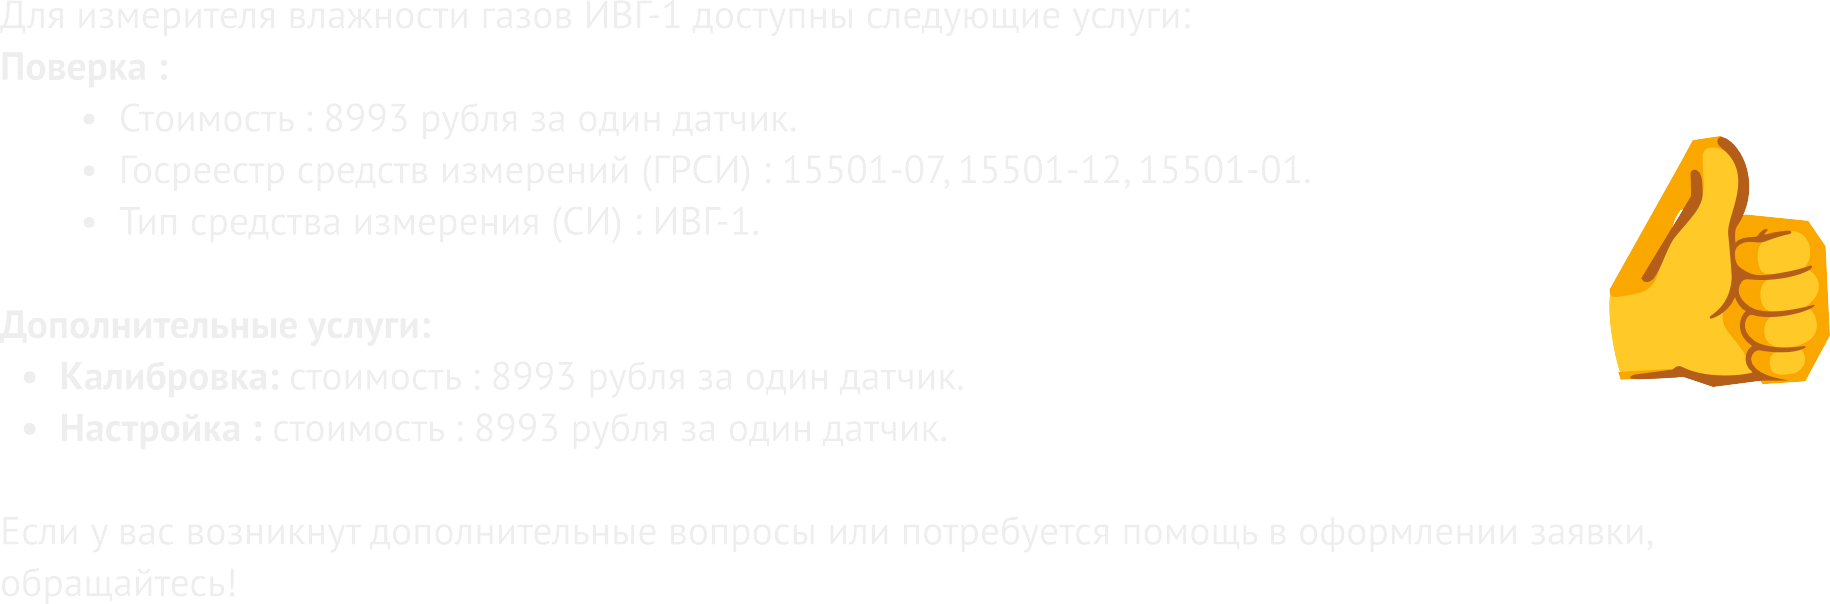 Для измерителя влажности газов ИВГ-1 доступны следующие услуги:
Поверка :
• Стоимость : 8993 рубля за один датчик.
• Госреестр средств измерений (ГРСИ) : 15501-07, 15501-12, 15501-01.
• Тип средства измерения (СИ) : ИВГ-1.
Дополнительные услуги:
• Калибровка: стоимость : 8993 рубля за один датчик.
• Настройка : стоимость : 8993 рубля за один датчик.
Если у вас возникнут дополнительные вопросы или потребуется помощь в оформлении заявки,
обращайтесь!